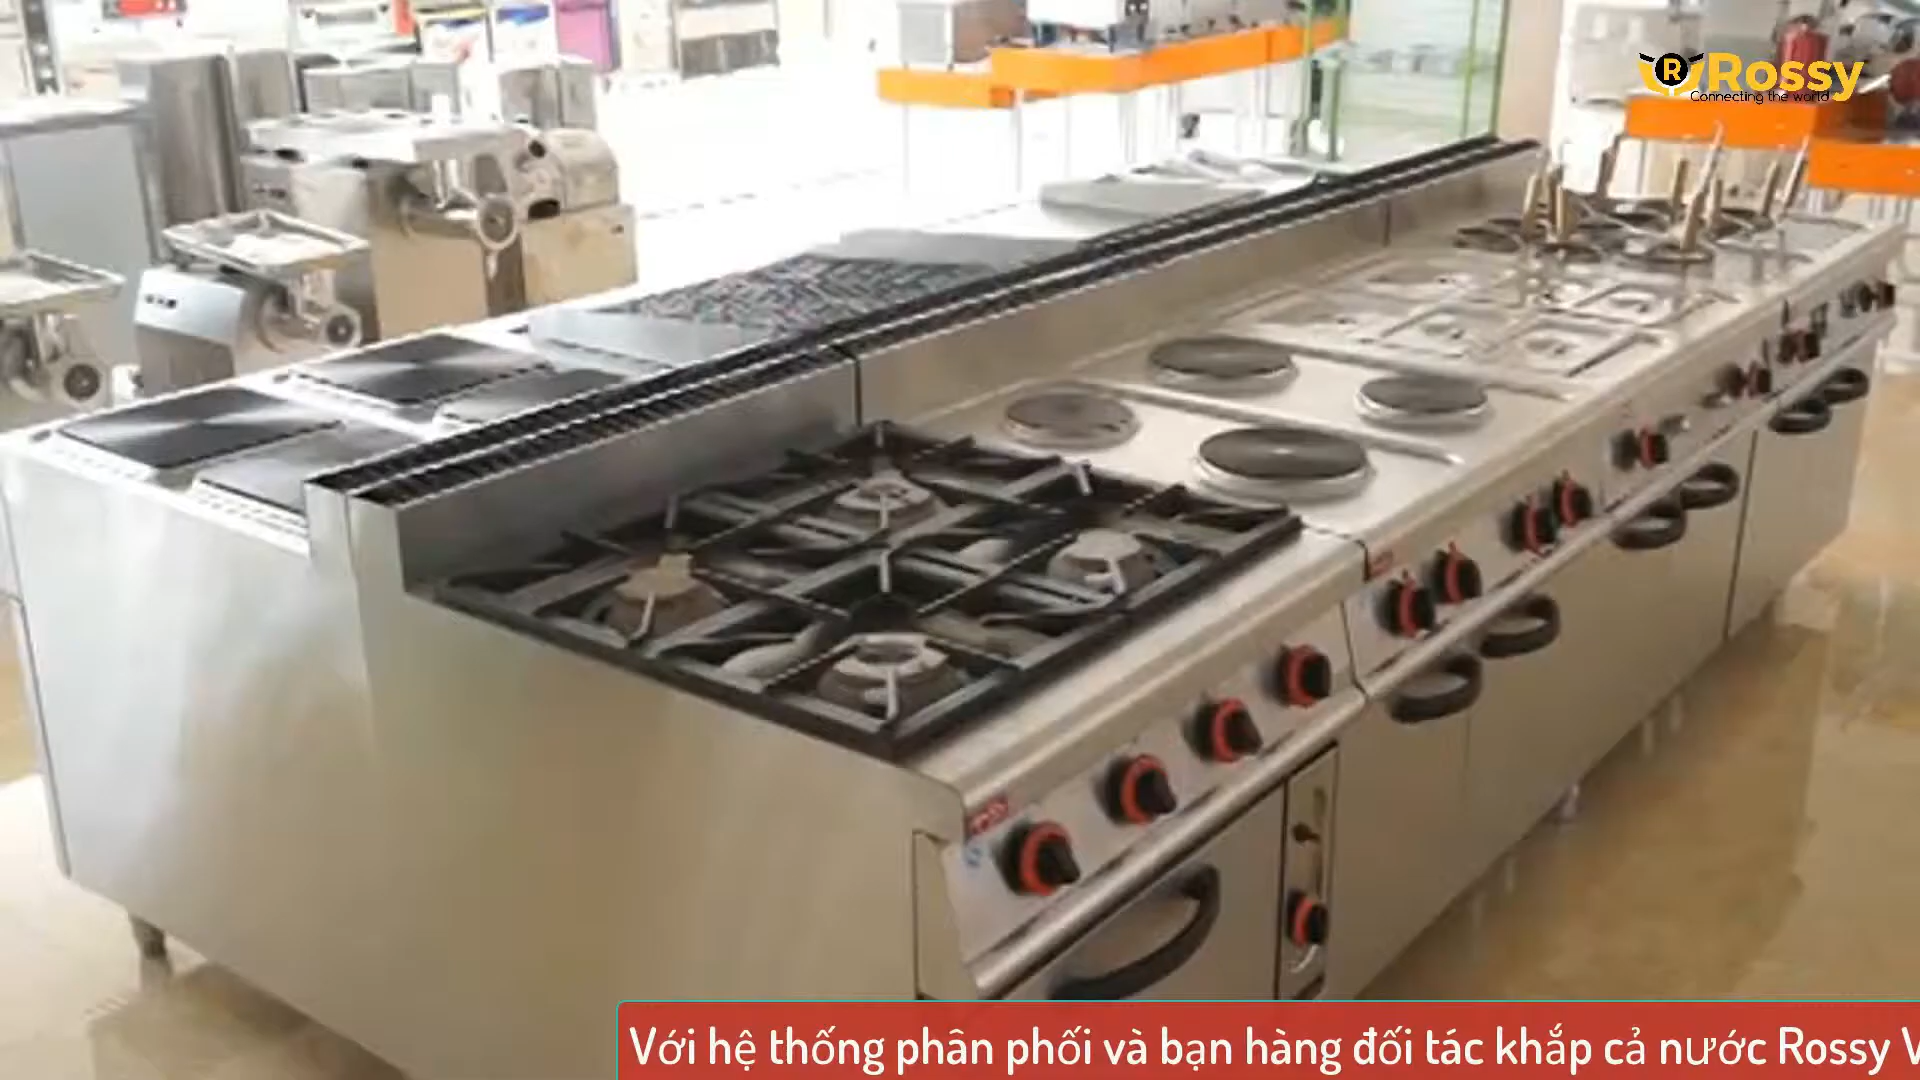 R Rossy
Connecting the world
Với hệ thống phân phối và bạn hàng đối tác khắp cả nước Rossy V